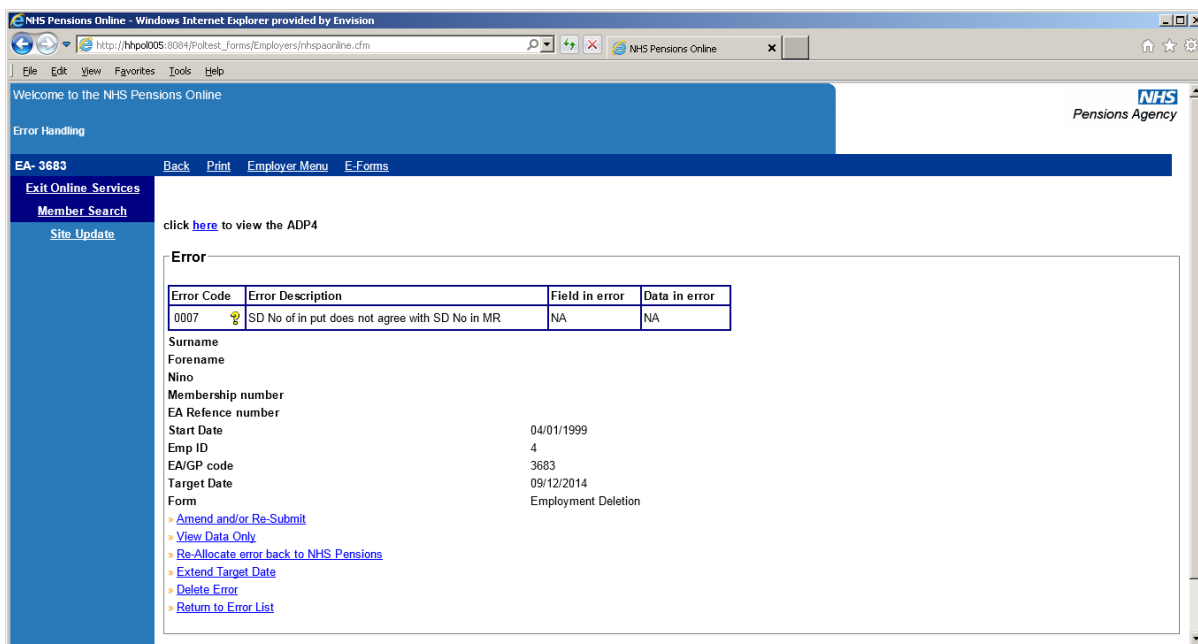 NHS Pensions Online - Windows Internet Explorer provided by Envision
http://hhpol005:8084/Poltest_forms/Employers/nhspaonline.cfm
NHS Pensions Online
File Edit View Favorites Tools Help
Welcome to the NHS Pensions Online
NHS
Pensions Agency
Error Handling
EA- 3683 Back Print Employer Menu E-Forms
Exit Online Services
Member Search
Site Update
click here to view the ADP4
Error
Error Code Error Description Field in error Data in error
0007 ? SD No of in put does not agree with SD No in MR NA NA
Surname
Forename
Nino
Membership number
EA Refence number
Start Date 04/01/1999
Emp ID 4
EA/GP code 3683
Target Date 09/12/2014
Form Employment Deletion
» Amend and/or Re-Submit
» View Data Only
» Re-Allocate error back to NHS Pensions
» Extend Target Date
» Delete Error
» Return to Error List